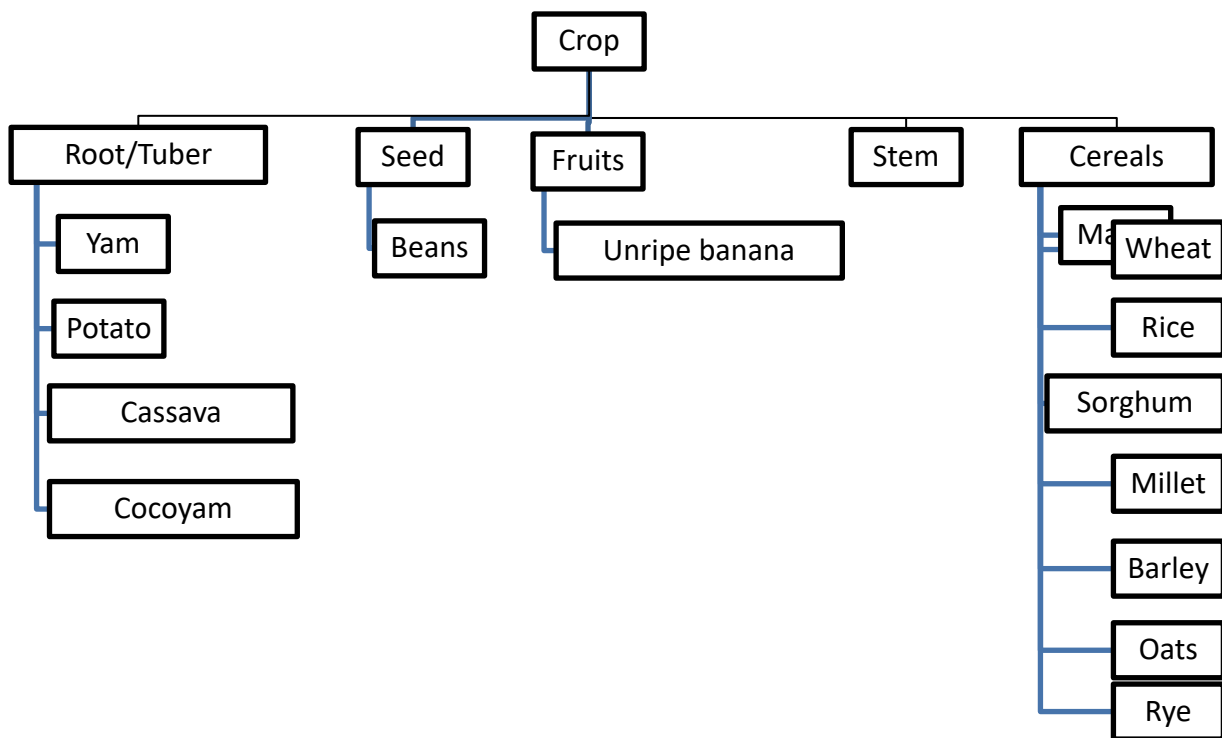 Crop
Root/Tuber
Seed
Fruits
Stem
Cereals
Yam
Beans
Unripe banana
Wheat
Potato
Rice
Cassava
Sorghum
Cocoyam
Millet
Barley
Oats
Rye